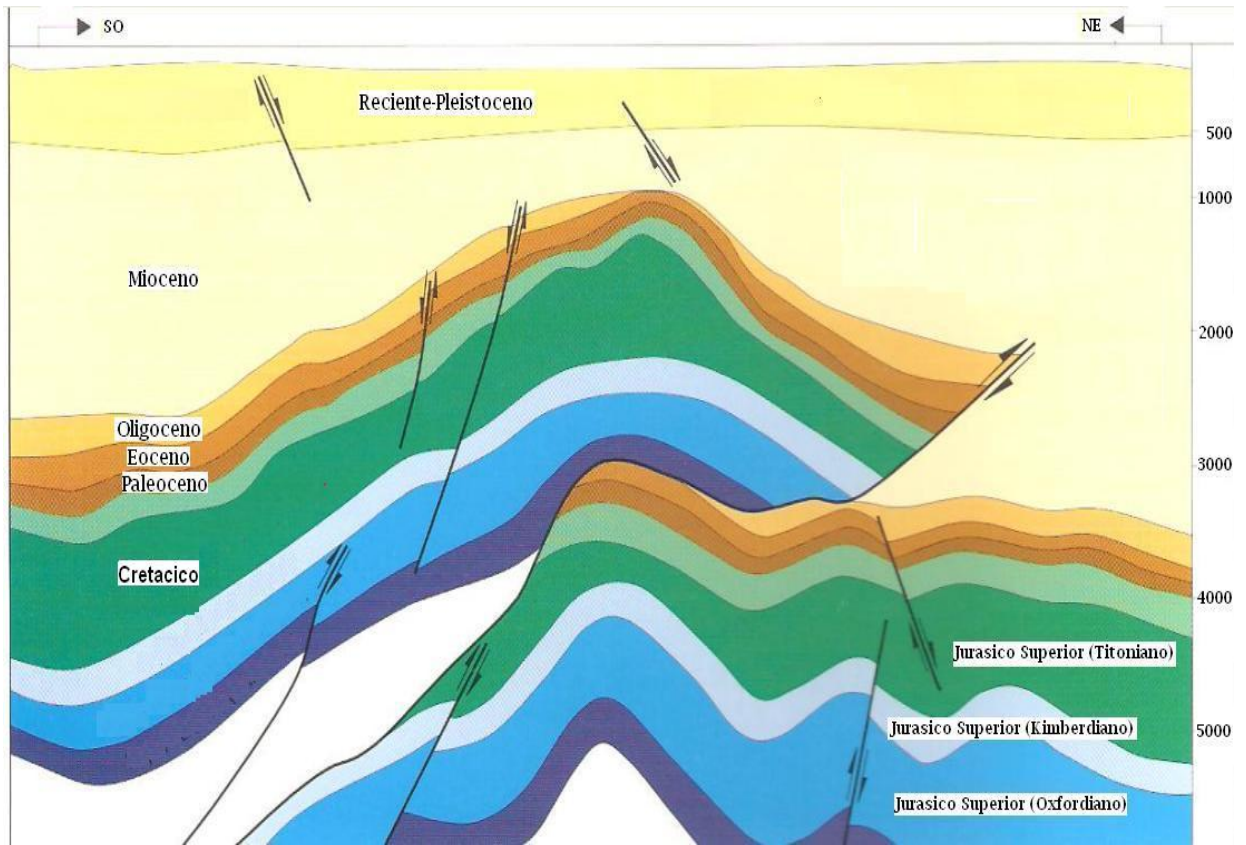 SO
NE
Reciente-Pleistoceno
500
1000
Mioceno
2000
Oligoceno
Eoceno
3000
Paleoceno
Cretacico
4000
Jurasico Superior (Titoniano)
Jurasico Superior (Kimberdiano)
5000
Jurasico Superior (Oxfordiano)